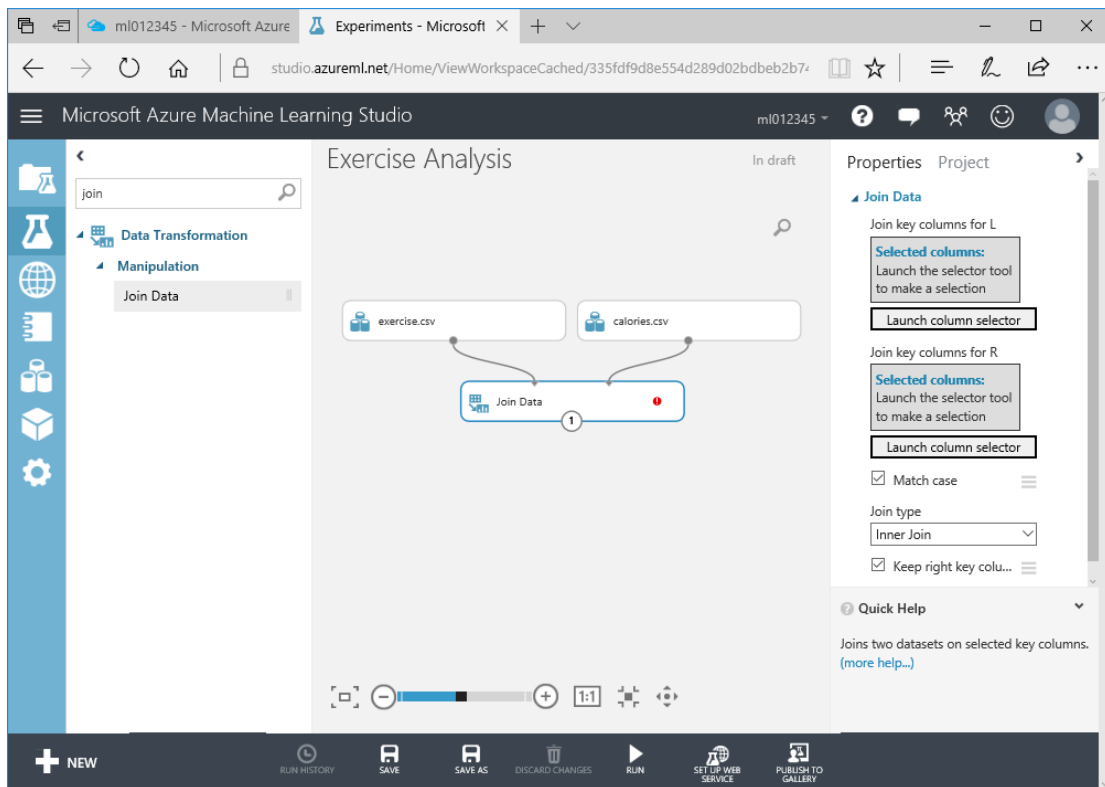 ml012345 - Microsoft Azure
Experiments - Microsoft
studio.azureml.net/Home/ViewWorkspaceCached/335fdf9d8e554d289d02bdbeb2b74
Microsoft Azure Machine Learning Studio
ml012345
join
Data Transformation
Manipulation
Join Data
Exercise Analysis
In draft
exercise.csv
calories.csv
Join Data
1
Properties Project
Join Data
Join key columns for L
Selected columns:
Launch the selector tool
to make a selection
Launch column selector
Join key columns for R
Selected columns:
Launch the selector tool
to make a selection
Launch column selector
Match case
Join type
Inner Join
Keep right key colu...
Quick Help
Joins two datasets on selected key columns.
(more help...)
1:1
NEW
RUN HISTORY
SAVE
SAVE AS
DISCARD CHANGES
RUN
SET UP WEB
SERVICE
PUBLISH TO
GALLERY